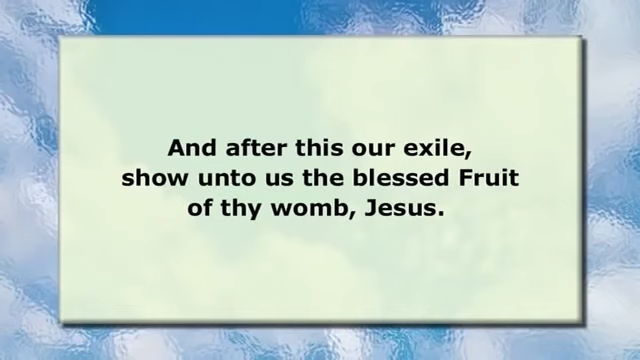 And after this our exile,
show unto us the blessed Fruit
of thy womb, Jesus.